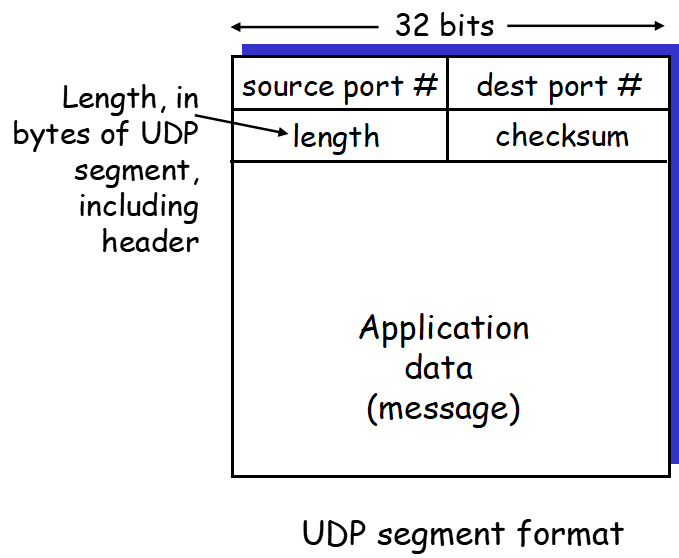 32 bits
source port #
dest port #
Length, in
bytes of UDP
segment,
including
header
length
checksum
Application
data
(message)
UDP segment format